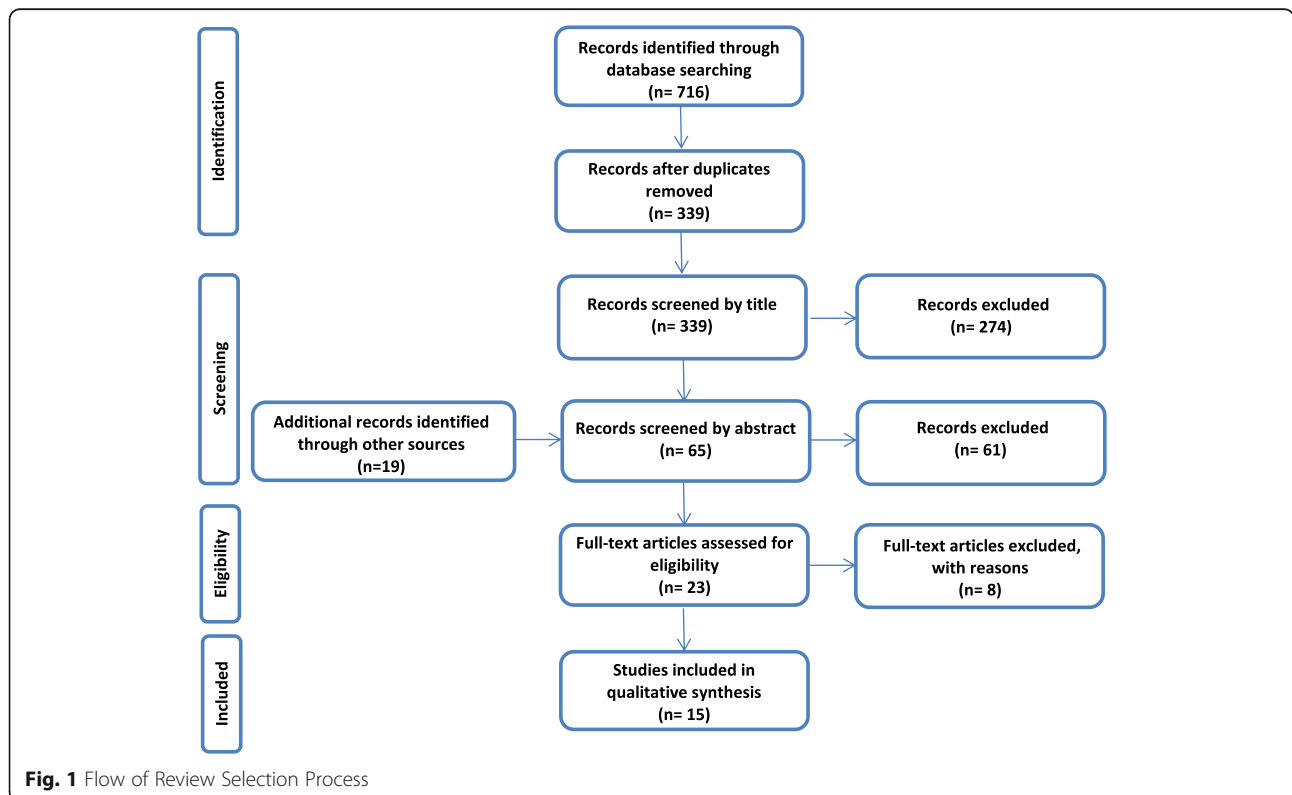 Identification
Records identified through
database searching
(n= 716)
Records after duplicates
removed
(n= 339)
Screening
Records screened by title
(n= 339)
Records excluded
(n= 274)
Additional records identified
through other sources
(n=19)
Records screened by abstract
(n= 65)
Records excluded
(n= 61)
Eligibility
Full-text articles assessed for
eligibility
(n= 23)
Full-text articles excluded,
with reasons
(n= 8)
Included
Studies included in
qualitative synthesis
(n= 15)
Fig. 1 Flow of Review Selection Process